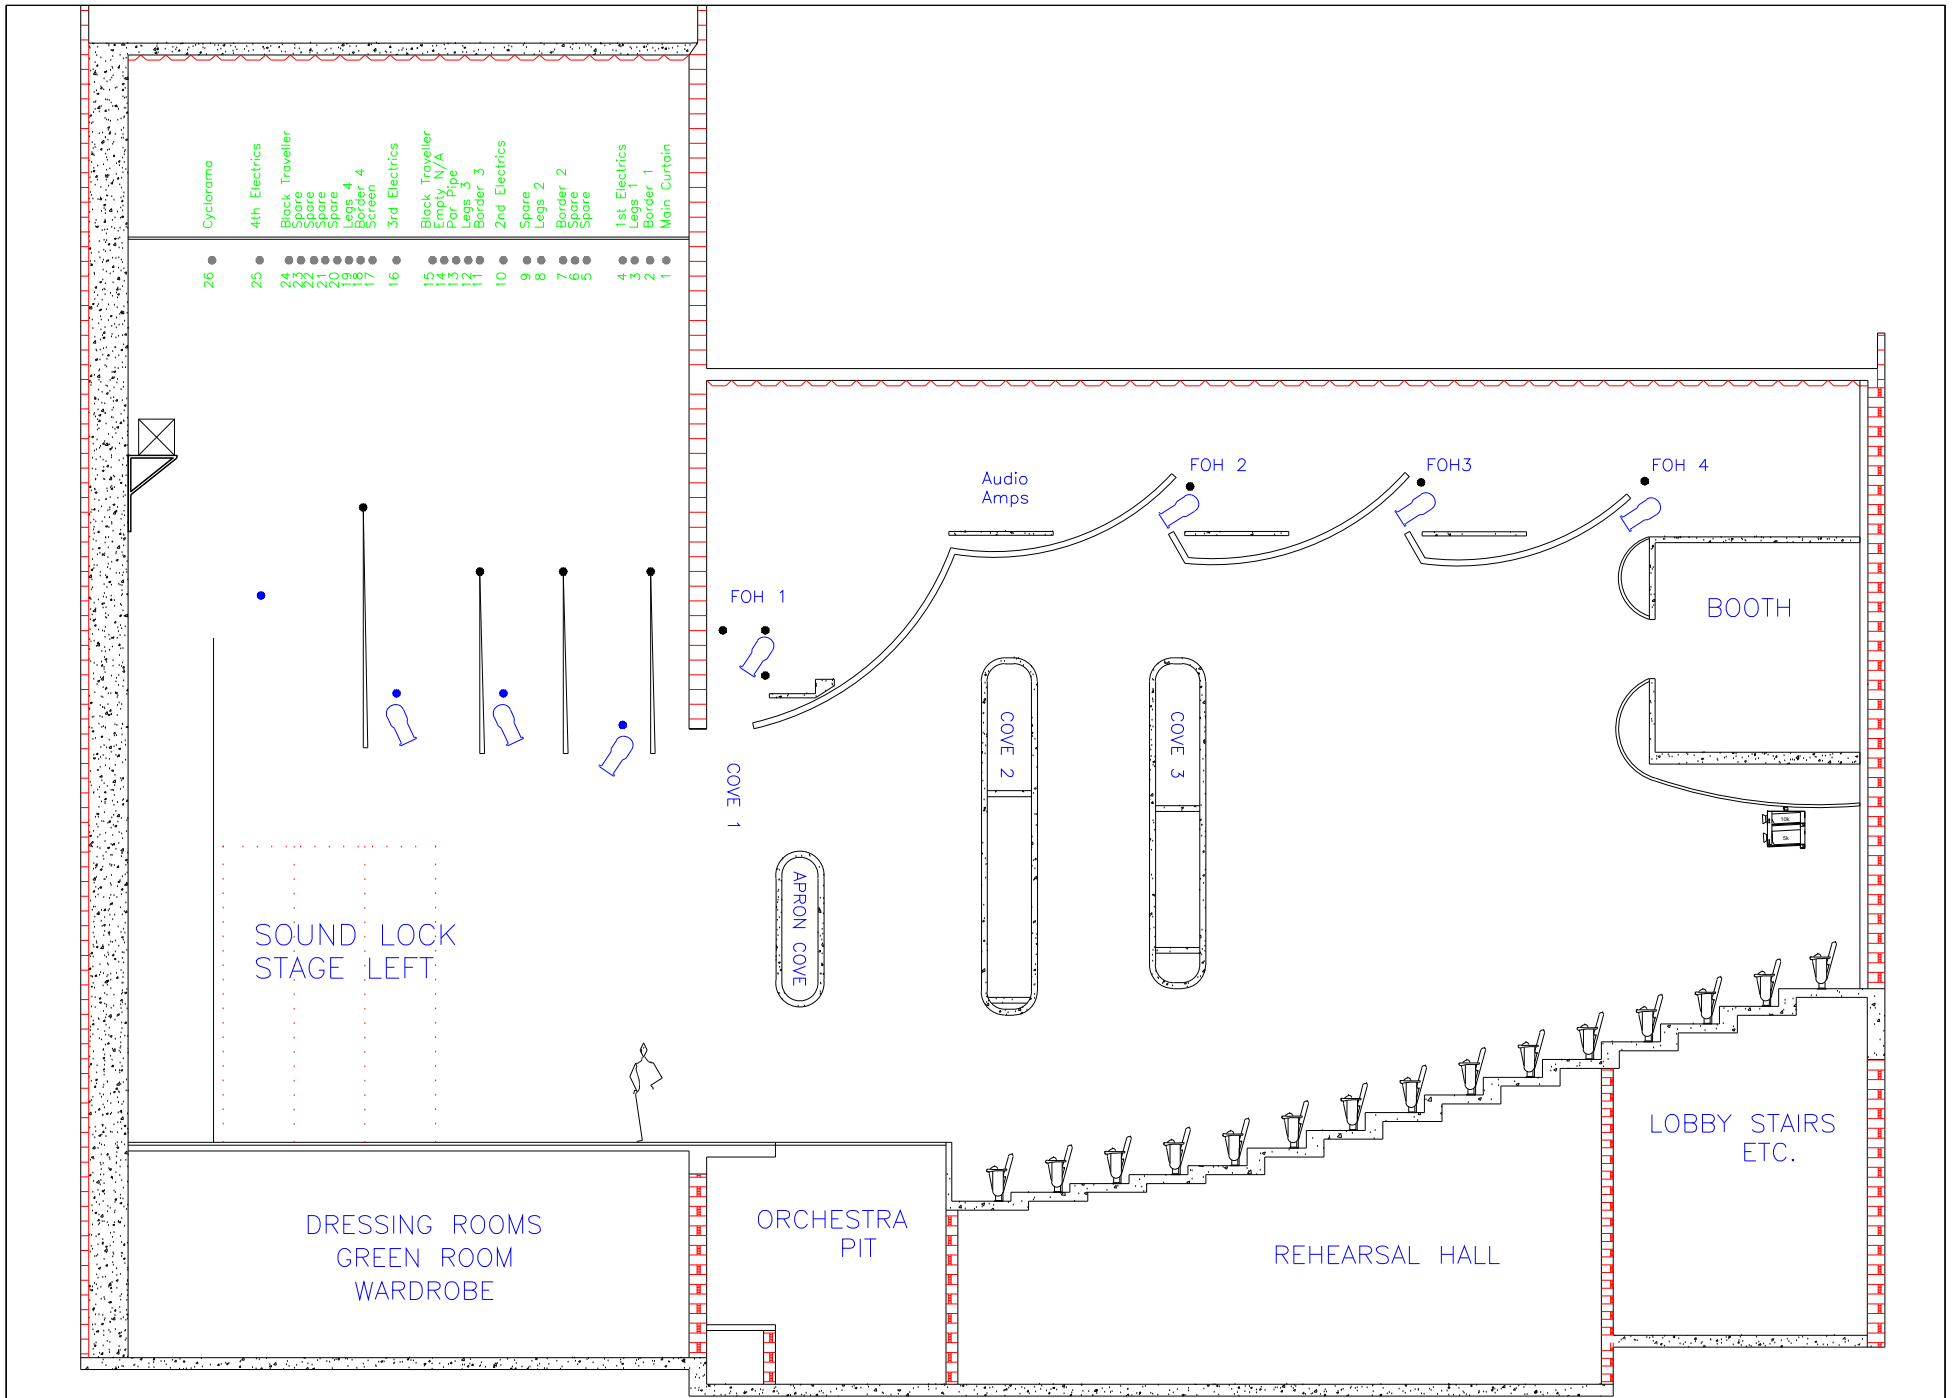 Cyclorama
4th Electrics
Black Traveller
Spare
Spare
Spare
Spare
Legs 4
Border 4
Screen
3rd Electrics
Black Traveller
Empty N/A
Par Pipe
Legs 3
Border 3
2nd Electrics
Spare
Legs 2
Border 2
Spare
Spare
1st Electrics
Legs 1
Border 1
Main Curtain
26
25
24
23
22
21
20
19
18
17
16
15
14
13
12
11
10
9
8
7
6
5
4
3
2
1
Audio
Amps
FOH 2
FOH3
FOH 4
FOH 1
BOOTH
COVE 1
COVE 2
COVE 3
APRON COVE
10k
5k
SOUND LOCK
STAGE LEFT
LOBBY STAIRS
ETC.
DRESSING ROOMS
GREEN ROOM
WARDROBE
ORCHESTRA
PIT
REHEARSAL HALL